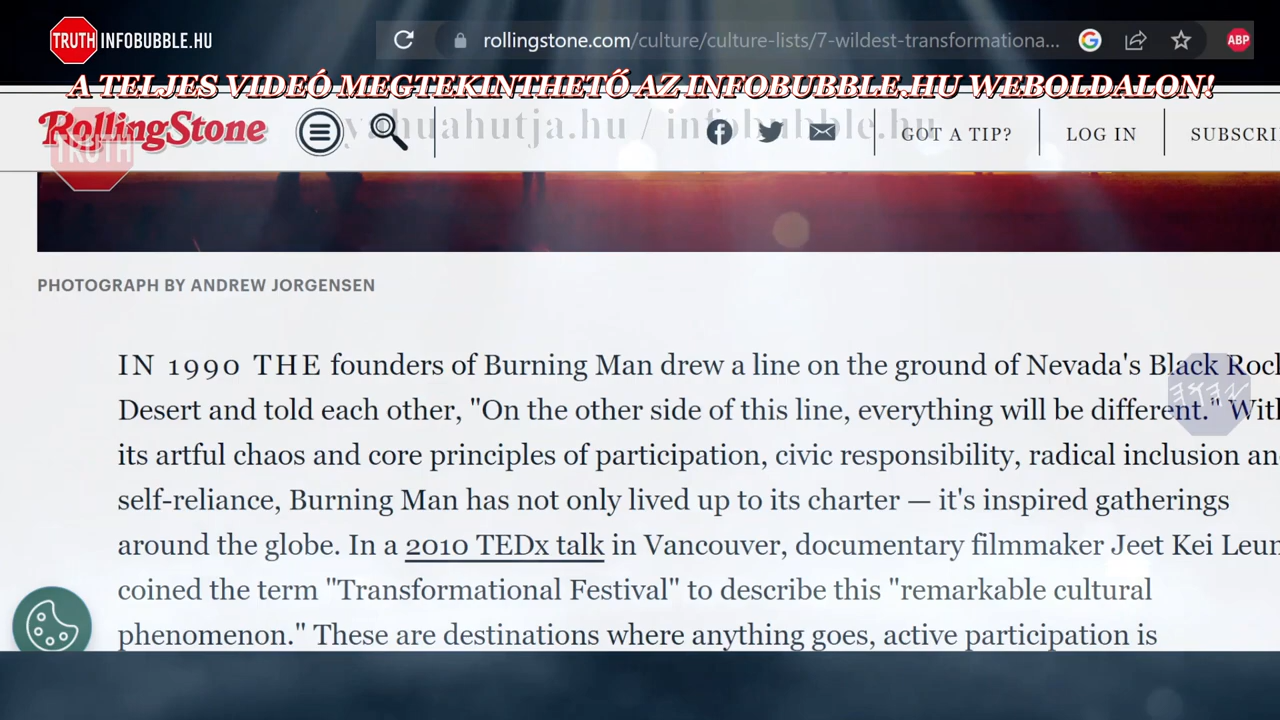 TRUTH INFOBUBBLE.HU
rollingstone.com/culture/culture-lists/7-wildest-transformationa...
ABP
A TELJES VIDEÓ MEGTEKINTHETŐ AZ INFOBUBBLE.HU WEBOLDALON!
RollingStone
yahuahutja.hu / infobubble.hu
GOT A TIP?
LOG IN
SUBSCRI
TRUTH
PHOTOGRAPH BY ANDREW JORGENSEN
IN 1990 THE founders of Burning Man drew a line on the ground of Nevada's Black Rock
Desert and told each other, "On the other side of this line, everything will be different." With
its artful chaos and core principles of participation, civic responsibility, radical inclusion and
self-reliance, Burning Man has not only lived up to its charter — it's inspired gatherings
around the globe. In a 2010 TEDx talk in Vancouver, documentary filmmaker Jeet Kei Leun
coined the term "Transformational Festival" to describe this "remarkable cultural
phenomenon." These are destinations where anything goes, active participation is